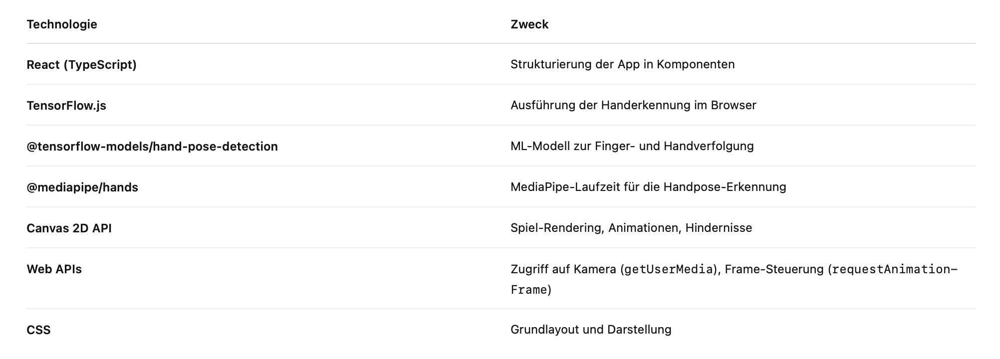 Technologie Zweck
React (TypeScript) Strukturierung der App in Komponenten
TensorFlow.js Ausführung der Handerkennung im Browser
@tensorflow-models/hand-pose-detection ML-Modell zur Finger- und Handverfolgung
@mediapipe/hands MediaPipe-Laufzeit für die Handpose-Erkennung
Canvas 2D API Spiel-Rendering, Animationen, Hindernisse
Web APIs Zugriff auf Kamera (getUserMedia), Frame-Steuerung (requestAnimation-
Frame)
CSS Grundlayout und Darstellung